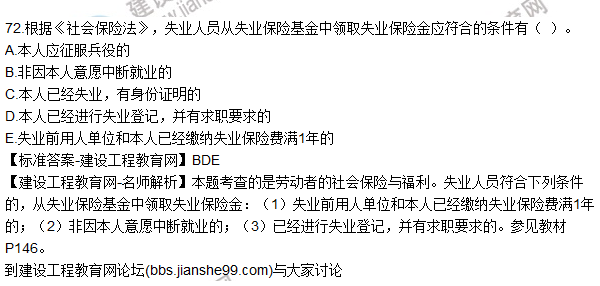 72.根据《社会保险法》，失业人员从失业保险基金中领取失业保险金应符合的条件有（ ）。
A.本人应征服兵役的
B.非因本人意愿中断就业的
C.本人已经失业，有身份证明的
D.本人已经进行失业登记，并有求职要求的
E.失业前用人单位和本人已经缴纳失业保险费满1年的
【标准答案-建设工程教育网】BDE
【建设工程教育网-名师解析】本题考查的是劳动者的社会保险与福利。失业人员符合下列条件
的，从失业保险基金中领取失业保险金：（1）失业前用人单位和本人已经缴纳失业保险费满1年
的；（2）非因本人意愿中断就业的；（3）已经进行失业登记，并有求职要求的。参见教材
P146。
到建设工程教育网论坛(bbs.jianshe99.com)与大家讨论